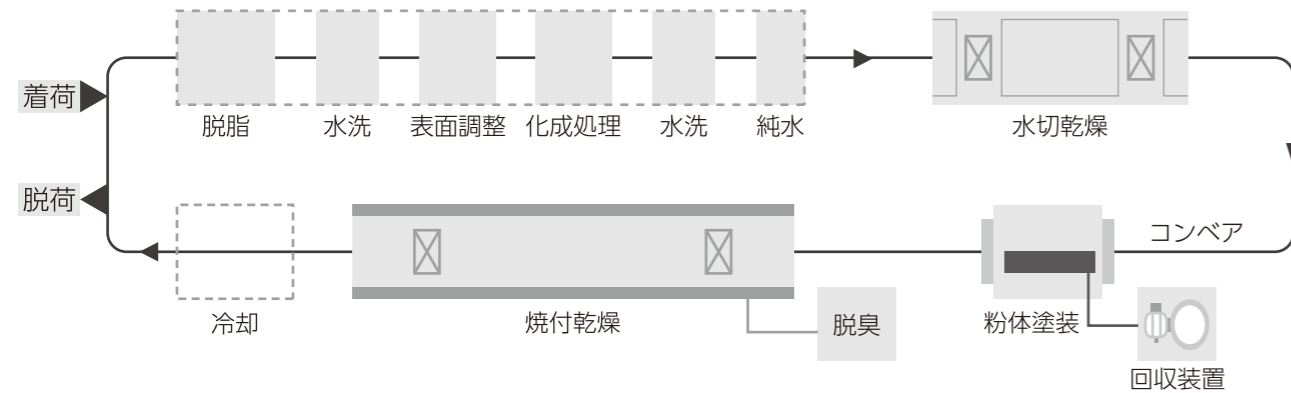 着荷
脱脂
水洗
表面調整
化成処理
水洗
純水
水切乾燥
脱荷
コンベア
冷却
焼付乾燥
脱臭
粉体塗装
回収装置